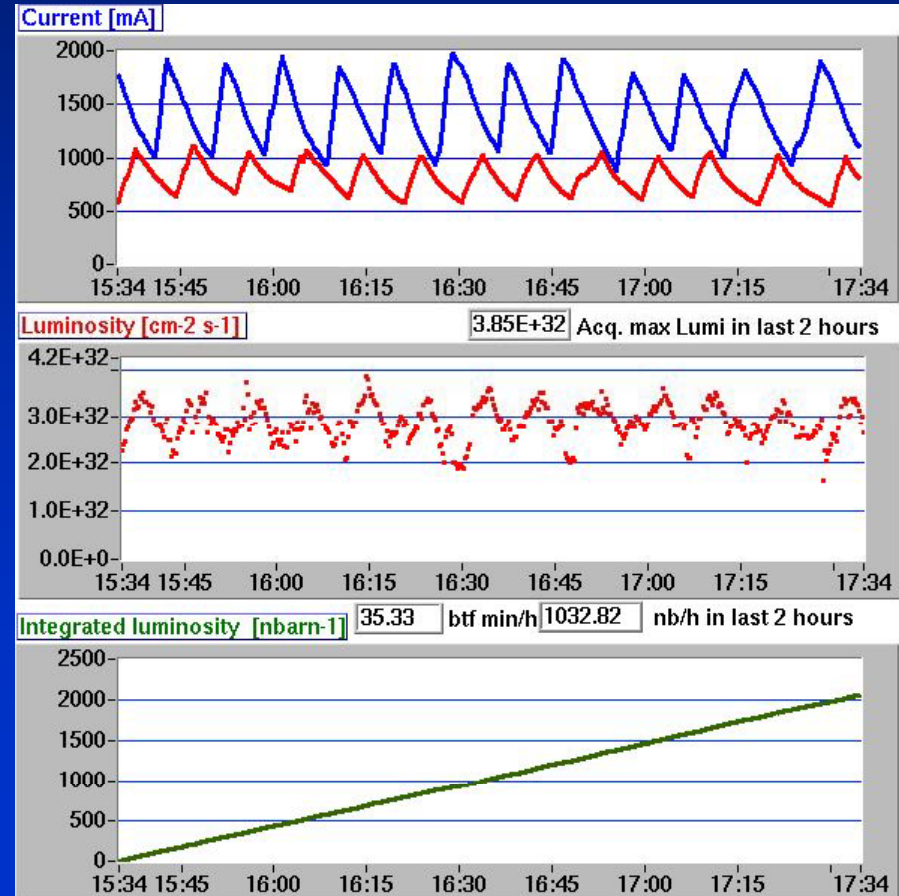 Current [mA]
2000
1500
1000
500
0
15:34 15:45 16:00 16:15 16:30 16:45 17:00 17:15 17:34
Luminosity [cm-2 s-1] 3.85E+32 Acq. max Lumi in last 2 hours
4.2E+32
3.0E+32
2.0E+32
1.0E+32
0.0E+0
15:34 15:45 16:00 16:15 16:30 16:45 17:00 17:15 17:34
Integrated luminosity [nbarn-1] 35.33 btf min/h 1032.82 nb/h in last 2 hours
2500
2000
1500
1000
500
0
15:34 15:45 16:00 16:15 16:30 16:45 17:00 17:15 17:34